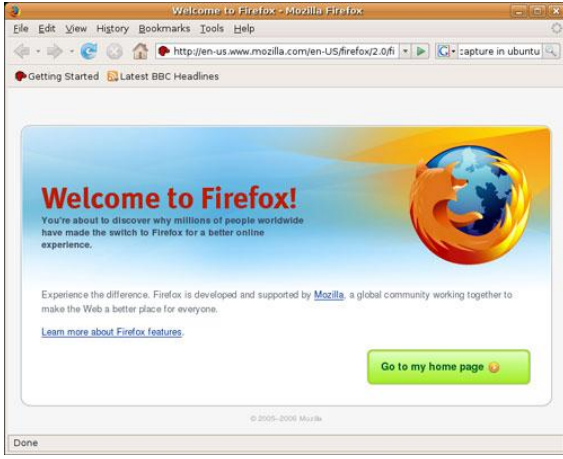 Welcome to Firefox - Mozilla Firefox
File Edit View History Bookmarks Tools Help
http://en-us.www.mozilla.com/en-US/firefox/2.0/fi G capture in ubuntu
Getting Started Latest BBC Headlines
Welcome to Firefox!
You're about to discover why millions of people worldwide
have made the switch to Firefox for a better online
experience.
Experience the difference. Firefox is developed and supported by Mozilla, a global community working together to
make the Web a better place for everyone.
Learn more about Firefox features.
Go to my home page
© 2005-2006 Mozilla
Done